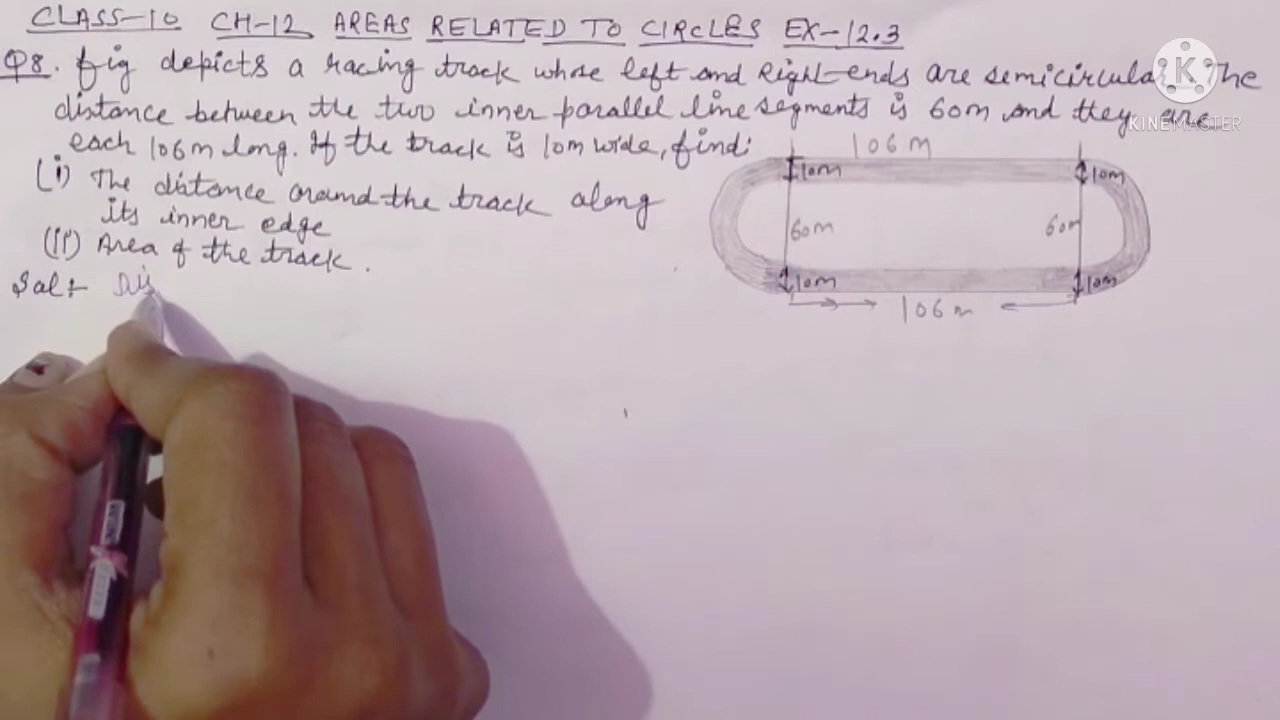 CLASS-10 CH-12 AREAS RELATED TO CIRCLES EX-12.3
Q8. fig depicts a racing track whose left and Right ends are semicircular. The
distance between the two inner parallel line segments is 60m and they are
each 106m long. If the track is 10m wide, find:
(i) The distance around the track along
its inner edge
(ii) Area of the track.
Sol:- Dis
106 m
10m
10m
60m
60m
10m
10m
106 m
K
KINEMASTER